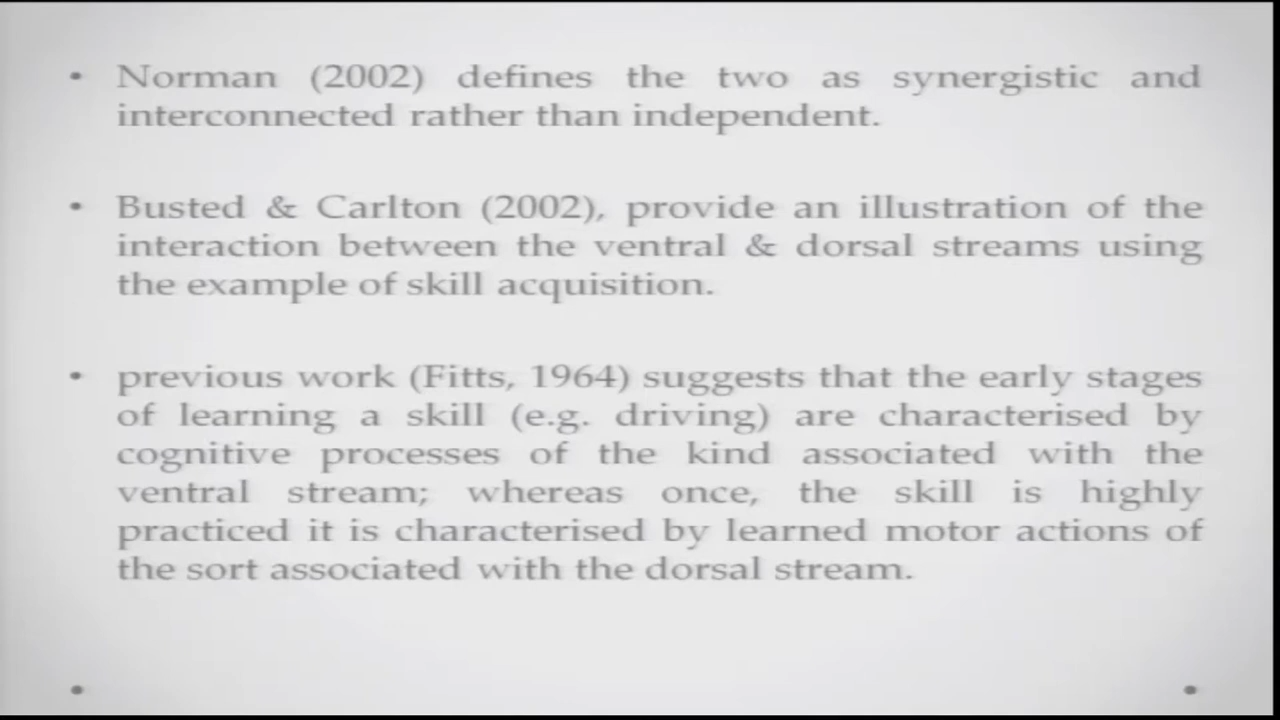 • Norman (2002) defines the two as synergistic and
interconnected rather than independent.
• Busted & Carlton (2002), provide an illustration of the
interaction between the ventral & dorsal streams using
the example of skill acquisition.
• previous work (Fitts, 1964) suggests that the early stages
of learning a skill (e.g. driving) are characterised by
cognitive processes of the kind associated with the
ventral stream; whereas once, the skill is highly
practiced it is characterised by learned motor actions of
the sort associated with the dorsal stream.